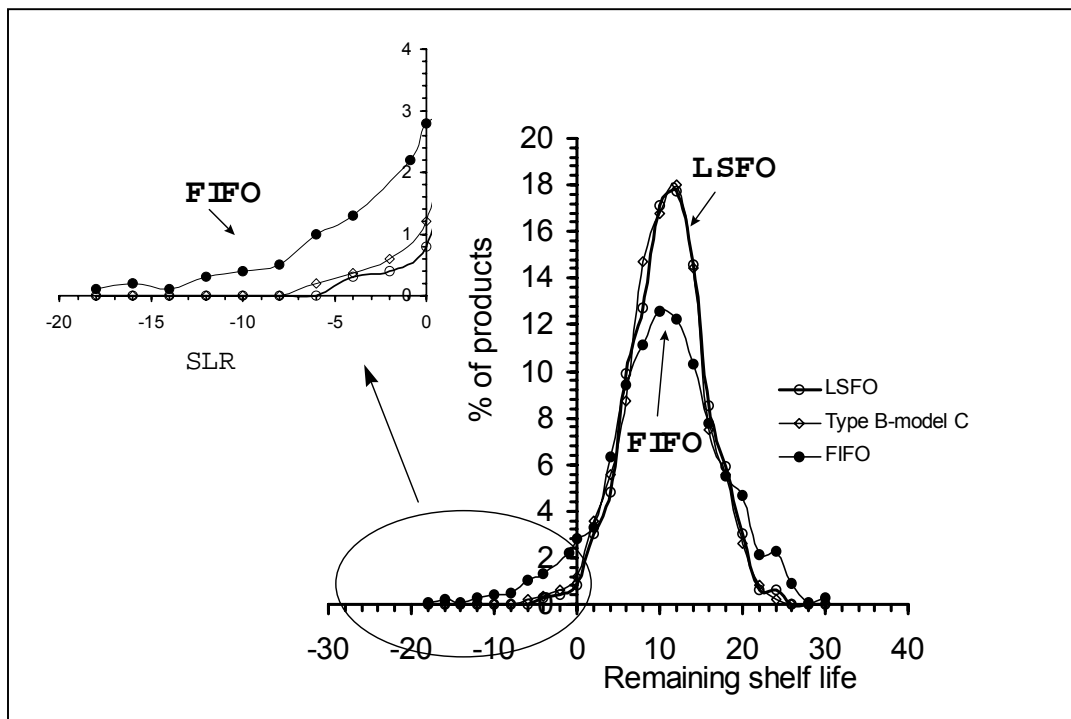 4
3
2
1
0
FIFO
-20 -15 -10 -5 0
SLR
% of products
20
18
16
14
12
10
8
6
4
2
0
LSFO
FIFO
LSFO
Type B-model C
FIFO
-30 -20 -10 0 10 20 30 40
Remaining shelf life